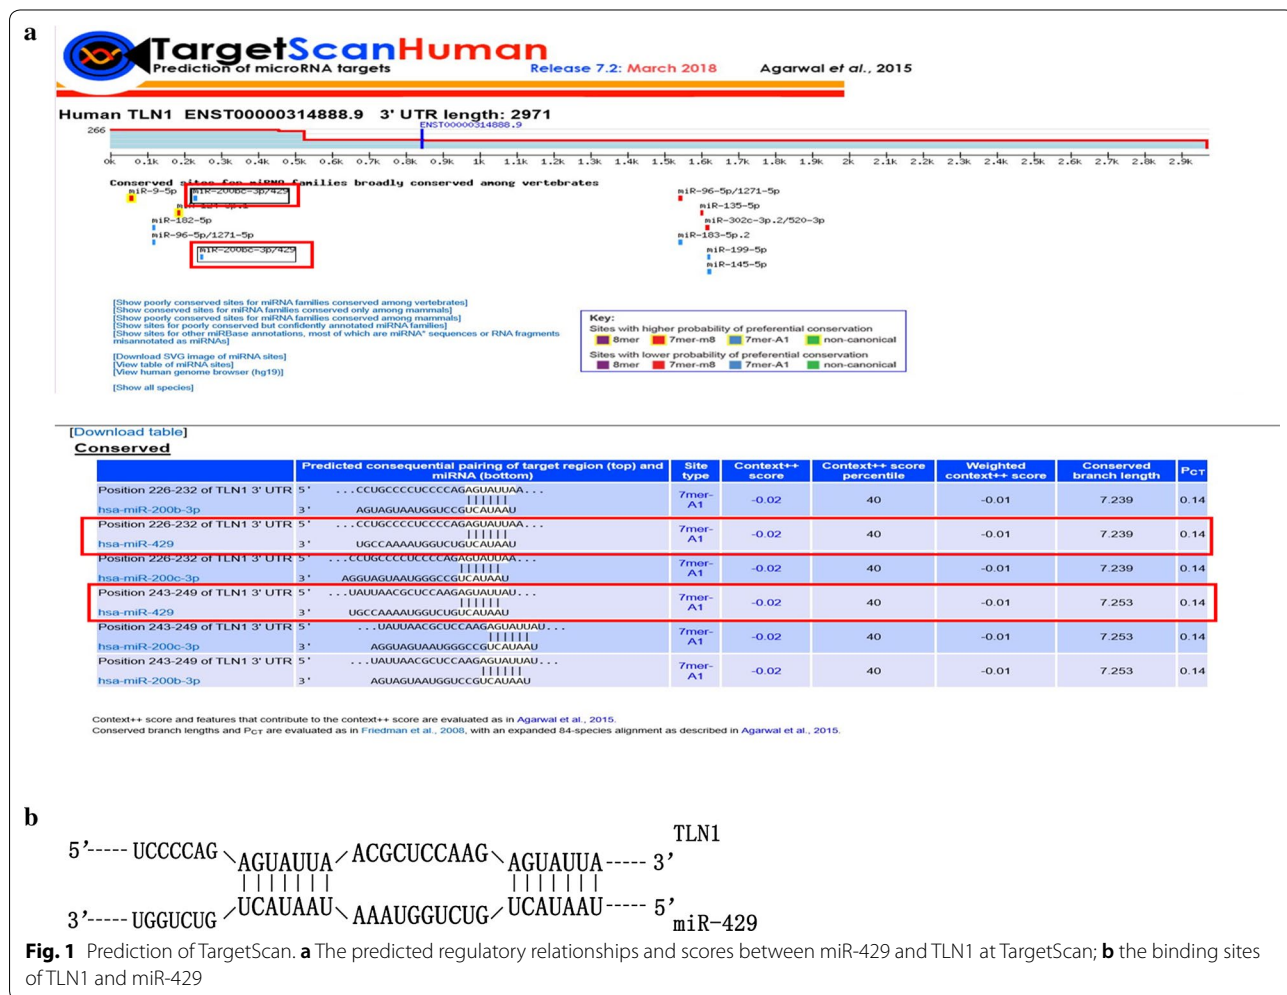 a
TargetScanHuman
Prediction of microRNA targets Release 7.2: March 2018 Agarwal et al., 2015
Human TLN1 ENST00000314888.9 3' UTR length: 2971
ENST00000314888.9
266
0k 0.1k 0.2k 0.3k 0.4k 0.5k 0.6k 0.7k 0.8k 0.9k 1k 1.1k 1.2k 1.3k 1.4k 1.5k 1.6k 1.7k 1.8k 1.9k 2k 2.1k 2.2k 2.3k 2.4k 2.5k 2.6k 2.7k 2.8k 2.9k
Conserved sites for miRNA families broadly conserved among vertebrates
miR-9-5p miR-200bc-3p/429 miR-96-5p/1271-5p
miR-135-5p
miR-182-5p miR-302c-3p.2/520-3p
miR-96-5p/1271-5p miR-183-5p.2
miR-200bc-3p/429 miR-199-5p
miR-145-5p
[Show poorly conserved sites for miRNA families conserved among vertebrates]
[Show conserved sites for miRNA families conserved only among mammals]
[Show poorly conserved sites for miRNA families conserved among mammals]
[Show sites for poorly conserved but confidently annotated miRNA families]
[Show sites for other miRBase annotations, most of which are miRNA* sequences or RNA fragments
misannotated as miRNAs]
[Download SVG image of miRNA sites]
[View table of miRNA sites]
[View human genome browser (hg19)]
[Show all species]
Key:
Sites with higher probability of preferential conservation
8mer 7mer-m8 7mer-A1 non-canonical
Sites with lower probability of preferential conservation
8mer 7mer-m8 7mer-A1 non-canonical
[Download table]
Conserved
Predicted consequential pairing of target region (top) and miRNA (bottom) Site type Context++ score Context++ score percentile Weighted context++ score Conserved branch length PCT
Position 226-232 of TLN1 3' UTR 5' ...CCUGCCCCUCCCCAGAGUAUUAA...
hsa-miR-200b-3p 3' AGUAGUAAUGGUCCGUCAUAAU 7mer-A1 -0.02 40 -0.01 7.239 0.14
Position 226-232 of TLN1 3' UTR 5' ...CCUGCCCCUCCCCAGAGUAUUAA...
hsa-miR-429 3' UGCCAAAAUGGUCUGUCAUAAU 7mer-A1 -0.02 40 -0.01 7.239 0.14
Position 226-232 of TLN1 3' UTR 5' ...CCUGCCCCUCCCCAGAGUAUUAA...
hsa-miR-200c-3p 3' AGGUAGUAAUGGGCCGUCAUAAU 7mer-A1 -0.02 40 -0.01 7.239 0.14
Position 243-249 of TLN1 3' UTR 5' ...UAUUAACGCUCCAAGAGUAUUAU...
hsa-miR-429 3' UGCCAAAAUGGUCUGUCAUAAU 7mer-A1 -0.02 40 -0.01 7.253 0.14
Position 243-249 of TLN1 3' UTR 5' ...UAUUAACGCUCCAAGAGUAUUAU...
hsa-miR-200c-3p 3' AGGUAGUAAUGGGCCGUCAUAAU 7mer-A1 -0.02 40 -0.01 7.253 0.14
Position 243-249 of TLN1 3' UTR 5' ...UAUUAACGCUCCAAGAGUAUUAU...
hsa-miR-200b-3p 3' AGUAGUAAUGGUCCGUCAUAAU 7mer-A1 -0.02 40 -0.01 7.253 0.14
Context++ score and features that contribute to the context++ score are evaluated as in Agarwal et al., 2015.
Conserved branch lengths and PCT are evaluated as in Friedman et al., 2008, with an expanded 84-species alignment as described in Agarwal et al., 2015.
b
TLN1
5'----- UCCCCAG AGUAUUA ACGCUCCAAG AGUAUUA ----- 3'
3'----- UGGUCUG UCAUAAU AAAUGGUCUG UCAUAAU ----- 5'
miR-429
Fig. 1 Prediction of TargetScan. a The predicted regulatory relationships and scores between miR-429 and TLN1 at TargetScan; b the binding sites
of TLN1 and miR-429